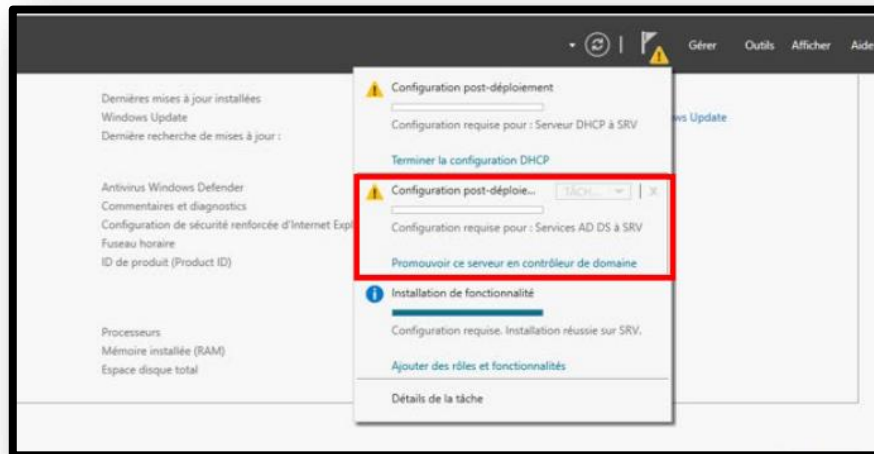 Gérer Outils Afficher Aide
Dernières mises à jour installées
Windows Update
Dernière recherche de mises à jour :
Antivirus Windows Defender
Commentaires et diagnostics
Configuration de sécurité renforcée d'Internet Expl
Fuseau horaire
ID de produit (Product ID)
Processeurs
Mémoire installée (RAM)
Espace disque total
Configuration post-déploiement
Configuration requise pour : Serveur DHCP à SRV
Terminer la configuration DHCP
Configuration post-déploie... TÂCH...
Configuration requise pour : Services AD DS à SRV
Promouvoir ce serveur en contrôleur de domaine
Installation de fonctionnalité
Configuration requise. Installation réussie sur SRV.
Ajouter des rôles et fonctionnalités
Détails de la tâche
ws Update